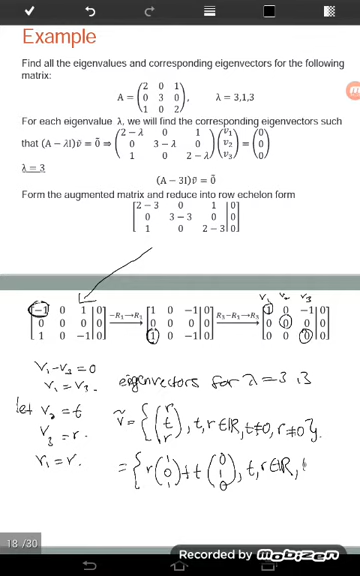 Example
Find all the eigenvalues and corresponding eigenvectors for the following
matrix:
A = (2 0 1; 0 3 0; 1 0 2), λ = 3,1,3
For each eigenvalue λ, we will find the corresponding eigenvectors such
that (A − λI)ṽ = 0̃ ⇒ (2 − λ 0 1; 0 3 − λ 0; 1 0 2 − λ)(v₁; v₂; v₃) = (0; 0; 0)
λ = 3
(A − 3I)ṽ = 0̃
Form the augmented matrix and reduce into row echelon form
[2 − 3 0 1 |0; 0 3 − 3 0 |0; 1 0 2 − 3 |0]
v₁ v₂ v₃
[−1 0 1 |0; 0 0 0 |0; 1 0 −1 |0] −R₁→R₁ [1 0 −1 |0; 0 0 0 |0; 1 0 −1 |0] R₃−R₁→R₃ [1 0 −1 |0; 0 0 0 |0; 0 0 0 |0]
v₁ − v₃ = 0
v₁ = v₃. eigenvectors for λ = 3, 3
let v₂ = t ṽ = { (r; t; r), t, r ∈ ℝ, t≠0, r≠0 }.
v₃ = r.
v₁ = r. = { r(1; 0; 1) + t(0; 1; 0), t, r ∈ ℝ, t
18 /30
Recorded by Mobizen